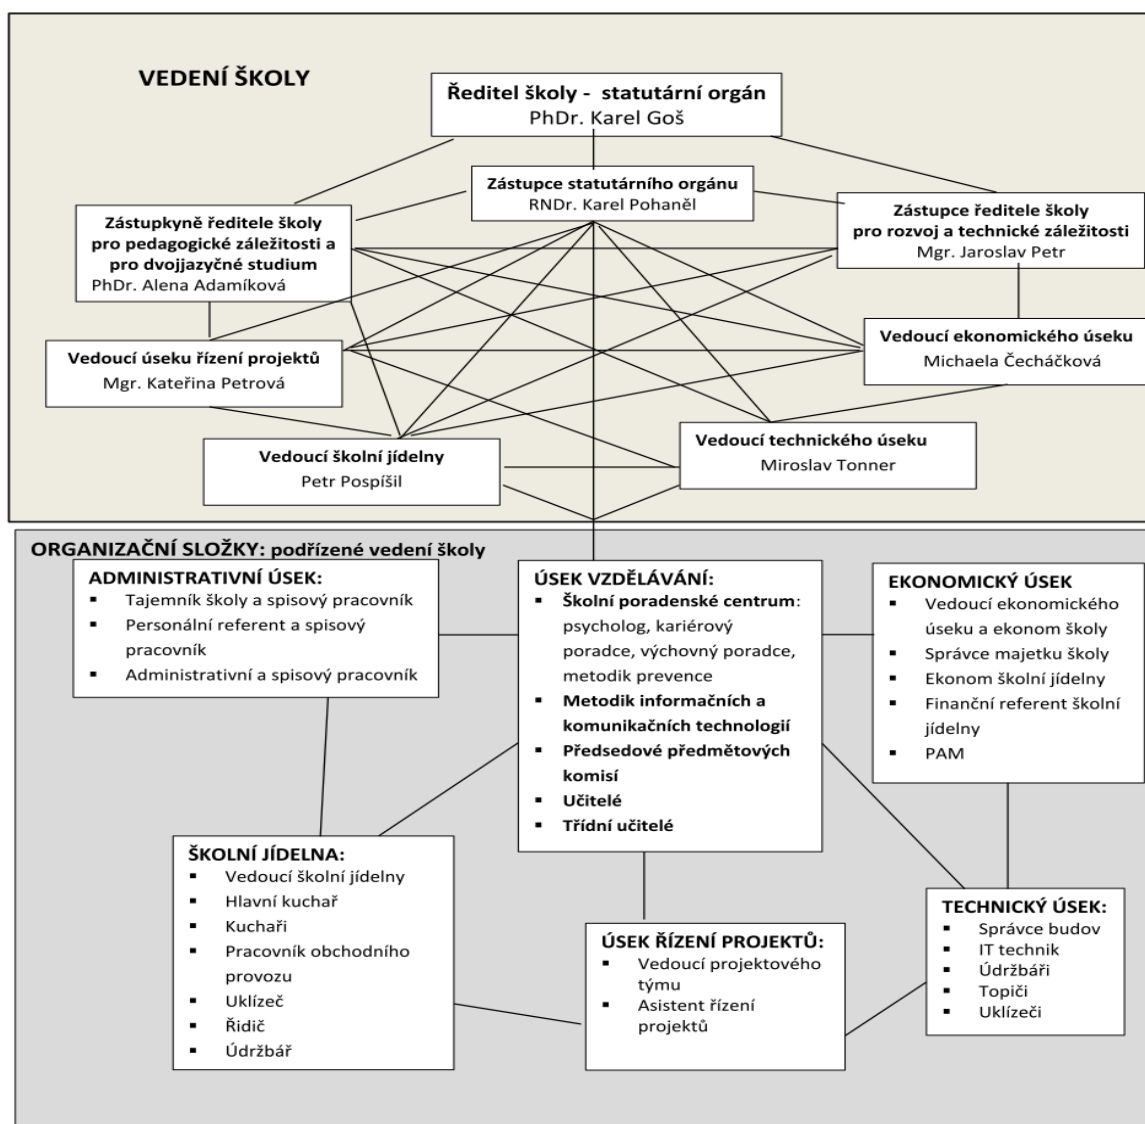 VEDENÍ ŠKOLY
Ředitel školy - statutární orgán
PhDr. Karel Goš
Zástupce statutárního orgánu
RNDr. Karel Pohaněl
Zástupkyně ředitele školy
pro pedagogické záležitosti a
pro dvojjazyčné studium
PhDr. Alena Adamíková
Zástupce ředitele školy
pro rozvoj a technické záležitosti
Mgr. Jaroslav Petr
Vedoucí úseku řízení projektů
Mgr. Kateřina Petrová
Vedoucí ekonomického úseku
Michaela Čecháčková
Vedoucí školní jídelny
Petr Pospíšil
Vedoucí technického úseku
Miroslav Tonner
ORGANIZAČNÍ SLOŽKY: podřízené vedení školy
ADMINISTRATIVNÍ ÚSEK:
▪ Tajemník školy a spisový pracovník
▪ Personální referent a spisový
pracovník
▪ Administrativní a spisový pracovník
ÚSEK VZDĚLÁVÁNÍ:
▪ Školní poradenské centrum:
psycholog, kariérový
poradce, výchovný poradce,
metodik prevence
▪ Metodik informačních a
komunikačních technologií
▪ Předsedové předmětových
komisí
▪ Učitelé
▪ Třídní učitelé
EKONOMICKÝ ÚSEK
▪ Vedoucí ekonomického
úseku a ekonom školy
▪ Správce majetku školy
▪ Ekonom školní jídelny
▪ Finanční referent školní
jídelny
▪ PAM
ŠKOLNÍ JÍDELNA:
▪ Vedoucí školní jídelny
▪ Hlavní kuchař
▪ Kuchaři
▪ Pracovník obchodního
provozu
▪ Uklízeč
▪ Řidič
▪ Údržbář
ÚSEK ŘÍZENÍ PROJEKTŮ:
▪ Vedoucí projektového
týmu
▪ Asistent řízení
projektů
TECHNICKÝ ÚSEK:
▪ Správce budov
▪ IT technik
▪ Údržbáři
▪ Topiči
▪ Uklízeči